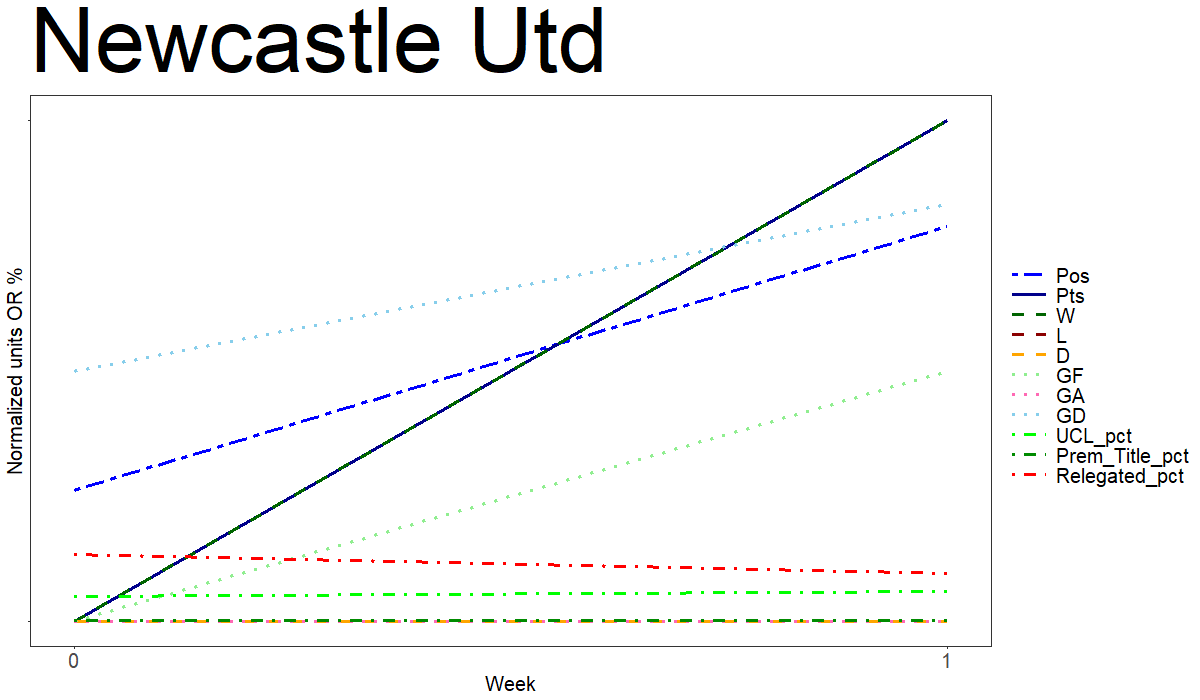 Newcastle Utd
Normalized units OR %
0
1
Week
Pos
Pts
W
L
D
GF
GA
GD
UCL_pct
Prem_Title_pct
Relegated_pct